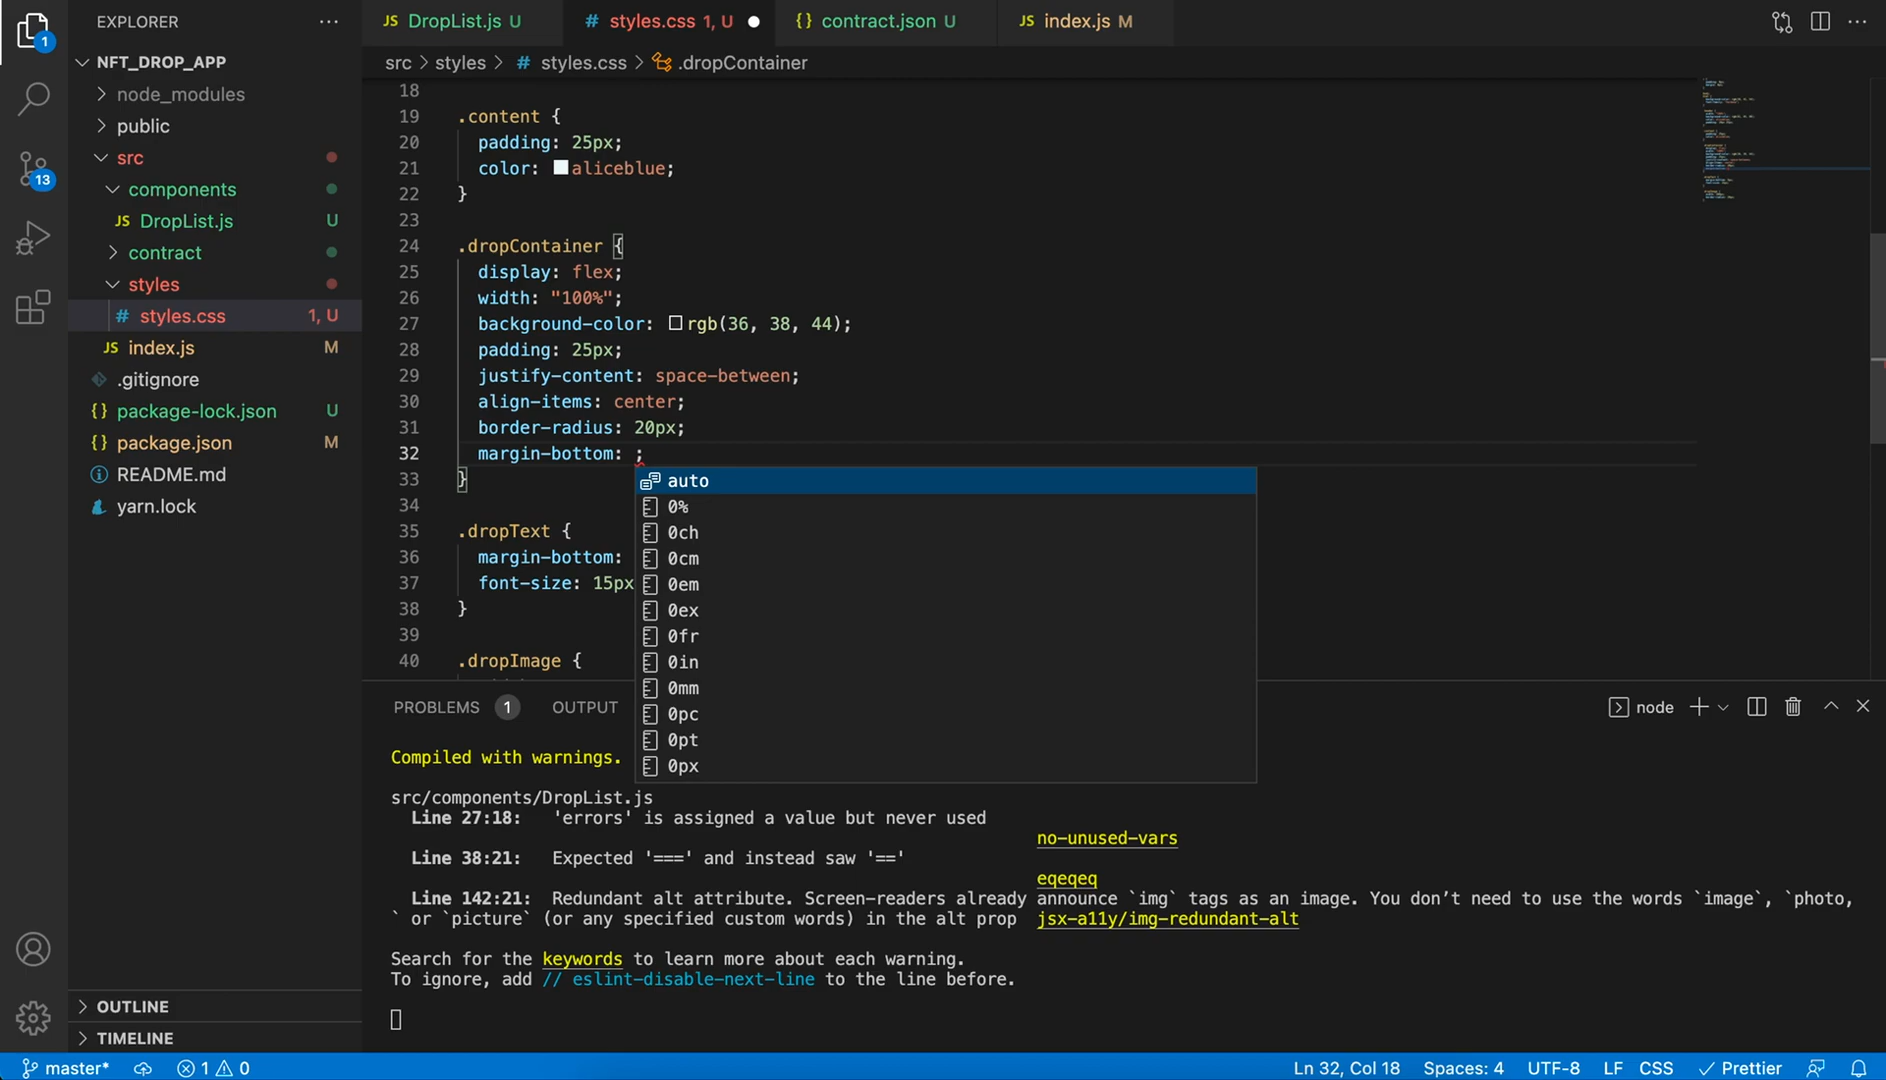 EXPLORER
JS DropList.js U
# styles.css 1, U
{} contract.json U
JS index.js M
NFT_DROP_APP
src > styles > # styles.css > .dropContainer
node_modules
public
src
components
JS DropList.js U
contract
styles
# styles.css 1, U
JS index.js M
.gitignore
{} package-lock.json U
{} package.json M
README.md
yarn.lock
OUTLINE
TIMELINE
1
13
18
19 .content {
20 padding: 25px;
21 color: aliceblue;
22 }
23
24 .dropContainer {
25 display: flex;
26 width: "100%";
27 background-color: rgb(36, 38, 44);
28 padding: 25px;
29 justify-content: space-between;
30 align-items: center;
31 border-radius: 20px;
32 margin-bottom: ;
33 }
34
35 .dropText {
36 margin-bottom:
37 font-size: 15px
38 }
39
40 .dropImage {
auto
0%
0ch
0cm
0em
0ex
0fr
0in
0mm
0pc
0pt
0px
PROBLEMS 1 OUTPUT
node
Compiled with warnings.
src/components/DropList.js
Line 27:18: 'errors' is assigned a value but never used
no-unused-vars
Line 38:21: Expected '===' and instead saw '=='
eqeqeq
Line 142:21: Redundant alt attribute. Screen-readers already announce `img` tags as an image. You don’t need to use the words `image`, `photo,
` or `picture` (or any specified custom words) in the alt prop jsx-a11y/img-redundant-alt
Search for the keywords to learn more about each warning.
To ignore, add // eslint-disable-next-line to the line before.
master* 1 0 Ln 32, Col 18 Spaces: 4 UTF-8 LF CSS Prettier